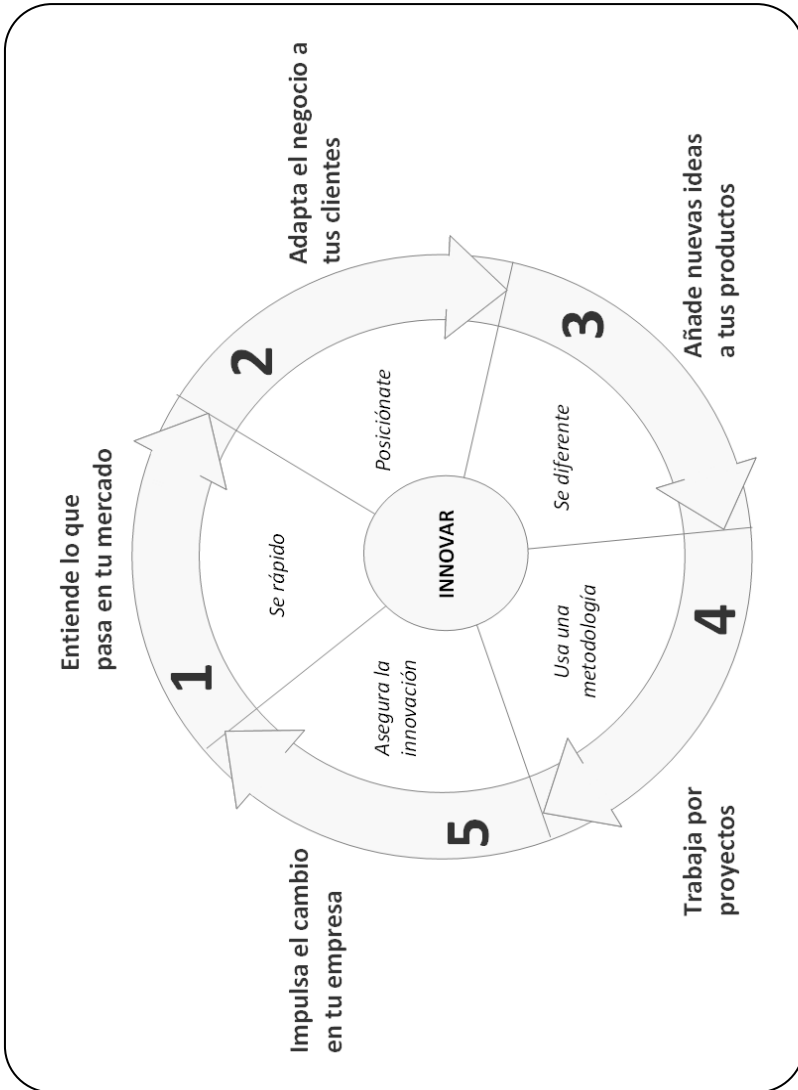 Entiende lo que
pasa en tu mercado
1
Se rápido
Adapta el negocio a
tus clientes
2
Posiciónate
Añade nuevas ideas
a tus productos
3
Se diferente
Trabaja por
proyectos
4
Usa una
metodología
Impulsa el cambio
en tu empresa
5
Asegura la
innovación
INNOVAR